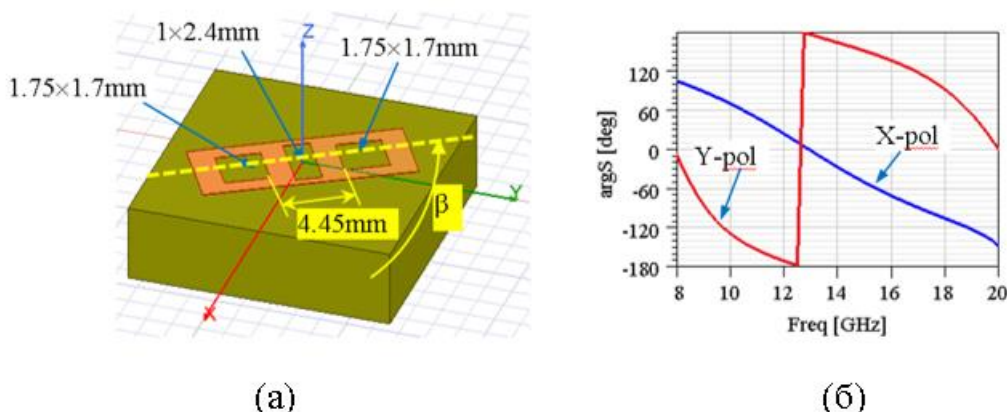 1×2.4mm
Z
1.75×1.7mm
1.75×1.7mm
Y
4.45mm
β
X
(а)
120
60
0
-60
-120
-180
argS [deg]
Y-pol
X-pol
8
10
12
14
16
18
20
Freq [GHz]
(б)